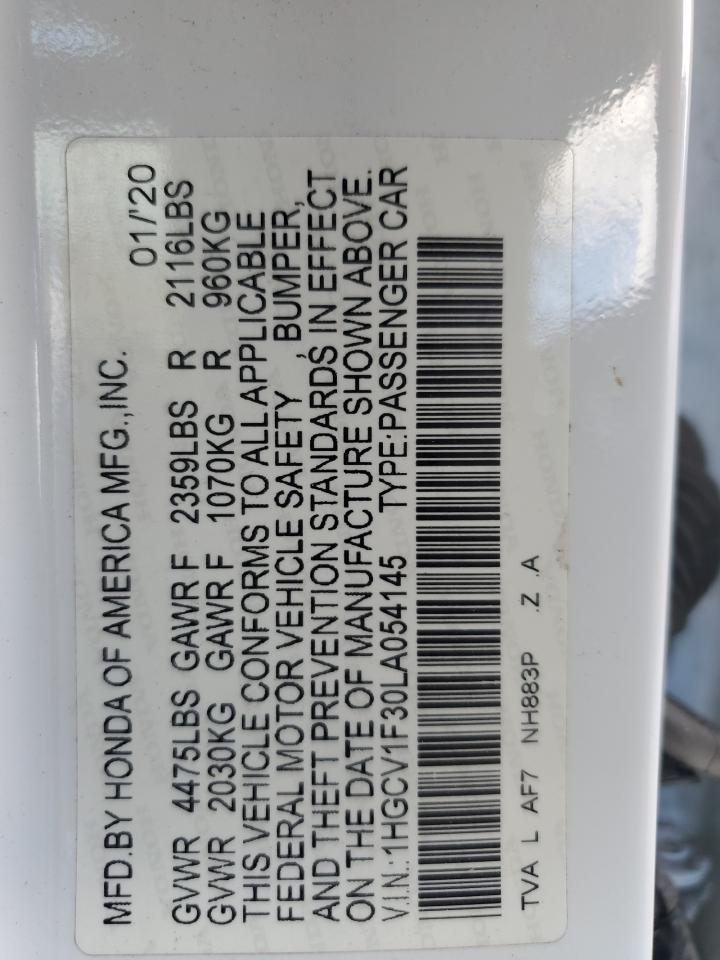 MFD.BY HONDA OF AMERICA MFG.,INC. 01/'20
GVWR 4475LBS GAWR F 2359LBS R 2116LBS
GVWR 2030KG GAWR F 1070KG R 960KG
THIS VEHICLE CONFORMS TO ALL APPLICABLE
FEDERAL MOTOR VEHICLE SAFETY , BUMPER,
AND THEFT PREVENTION STANDARDS, IN EFFECT
ON THE DATE OF MANUFACTURE SHOWN ABOVE.
V.I.N.:1HGCV1F30LA054145 TYPE:PASSENGER CAR
TVA L AF7 NH883P .Z .A